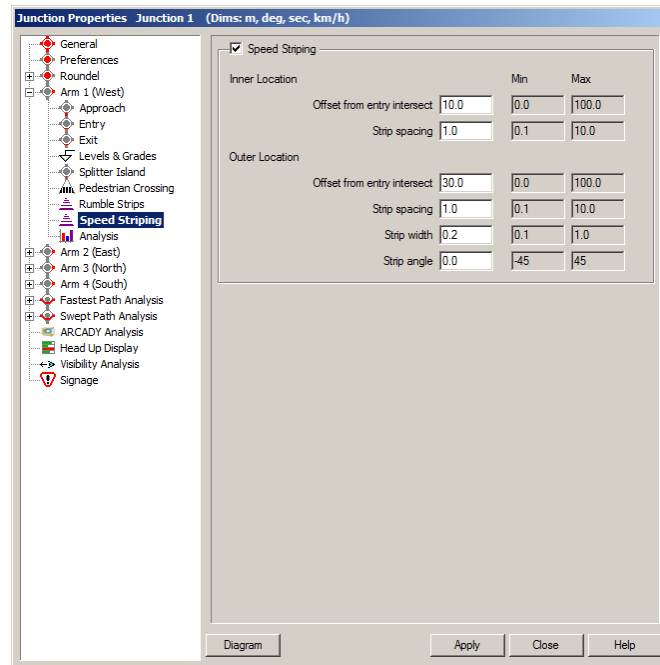 Junction Properties Junction 1 (Dims: m, deg, sec, km/h)
General
Preferences
Roundel
Arm 1 (West)
Approach
Entry
Exit
Levels & Grades
Splitter Island
Pedestrian Crossing
Rumble Strips
Speed Striping
Analysis
Arm 2 (East)
Arm 3 (North)
Arm 4 (South)
Fastest Path Analysis
Swept Path Analysis
ARCADY Analysis
Head Up Display
Visibility Analysis
Signage
Speed Striping
Inner Location Min Max
Offset from entry intersect 10.0 0.0 100.0
Strip spacing 1.0 0.1 10.0
Outer Location
Offset from entry intersect 30.0 0.0 100.0
Strip spacing 1.0 0.1 10.0
Strip width 0.2 0.1 1.0
Strip angle 0.0 -45 45
Diagram Apply Close Help